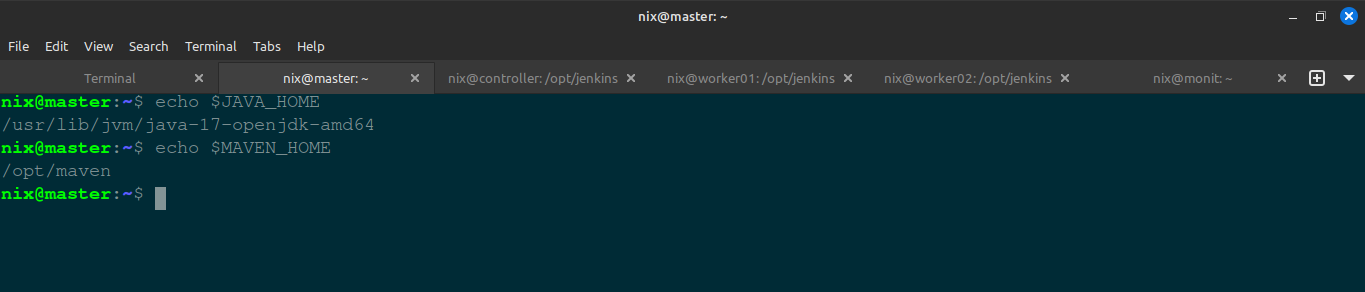 nix@master: ~
File Edit View Search Terminal Tabs Help
Terminal nix@master: ~ nix@controller: /opt/jenkins nix@worker01: /opt/jenkins nix@worker02: /opt/jenkins nix@monit: ~
nix@master:~$ echo $JAVA_HOME
/usr/lib/jvm/java-17-openjdk-amd64
nix@master:~$ echo $MAVEN_HOME
/opt/maven
nix@master:~$